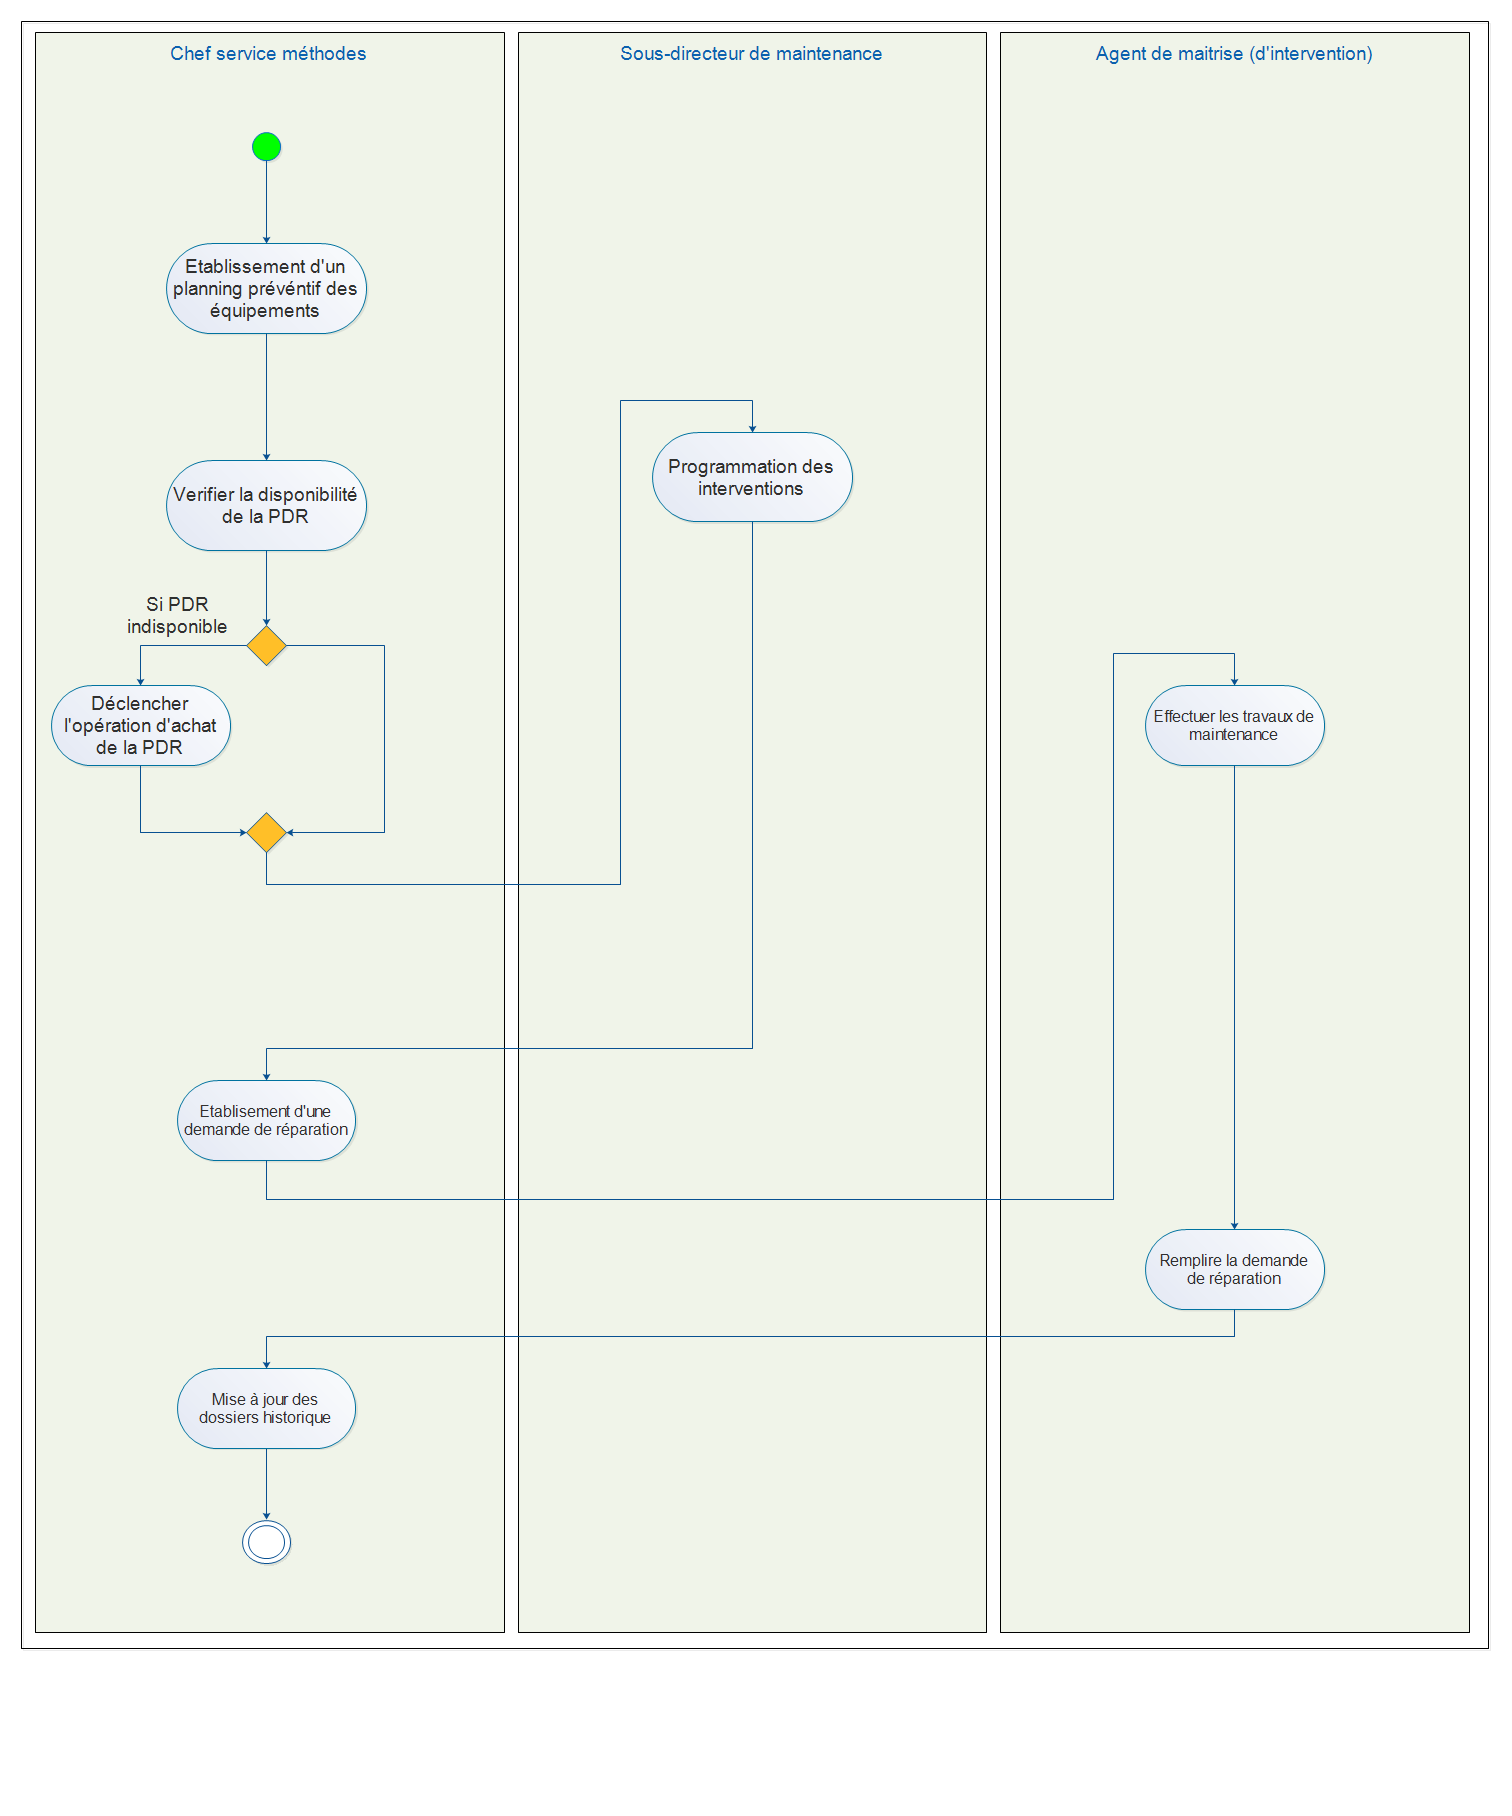 Chef service méthodes
Sous-directeur de maintenance
Agent de maitrise (d'intervention)
Etablissement d'un
planning prévéntif des
équipements
Verifier la disponibilité
de la PDR
Programmation des
interventions
Si PDR
indisponible
Déclencher
l'opération d'achat
de la PDR
Effectuer les travaux de
maintenance
Etablisement d'une
demande de réparation
Remplire la demande
de réparation
Mise à jour des
dossiers historique